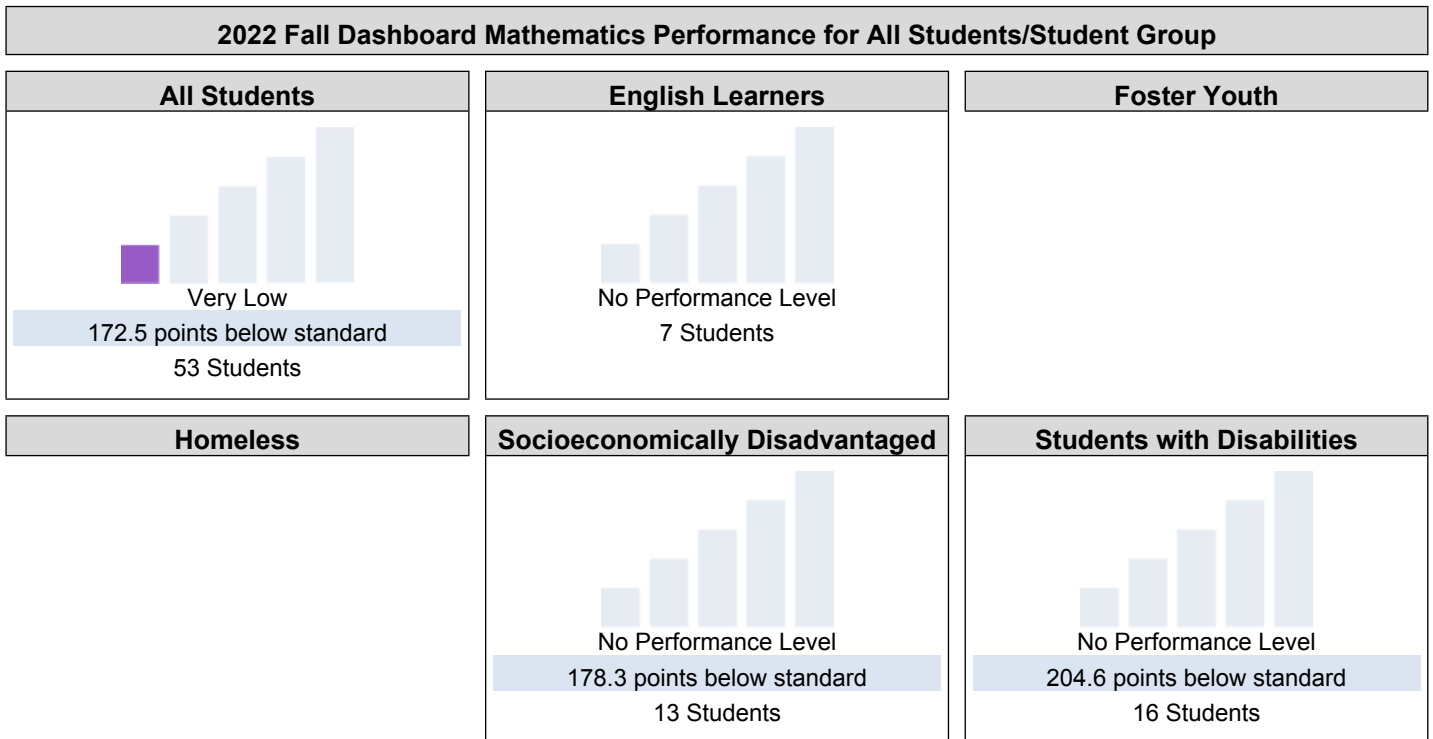 2022 Fall Dashboard Mathematics Performance for All Students/Student Group
All Students
Very Low
172.5 points below standard
53 Students
English Learners
No Performance Level
7 Students
Foster Youth
Homeless
Socioeconomically Disadvantaged
No Performance Level
178.3 points below standard
13 Students
Students with Disabilities
No Performance Level
204.6 points below standard
16 Students